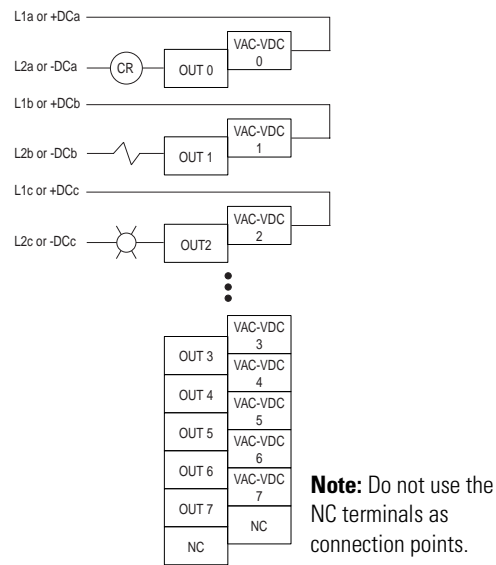 L1a or +DCa
VAC-VDC
0
L2a or -DCa
CR
OUT 0
L1b or +DCb
VAC-VDC
1
L2b or -DCb
OUT 1
L1c or +DCc
VAC-VDC
2
L2c or -DCc
OUT2
VAC-VDC
3
OUT 3
VAC-VDC
4
OUT 4
VAC-VDC
5
OUT 5
VAC-VDC
6
OUT 6
VAC-VDC
7
OUT 7
NC
NC
Note: Do not use the
NC terminals as
connection points.